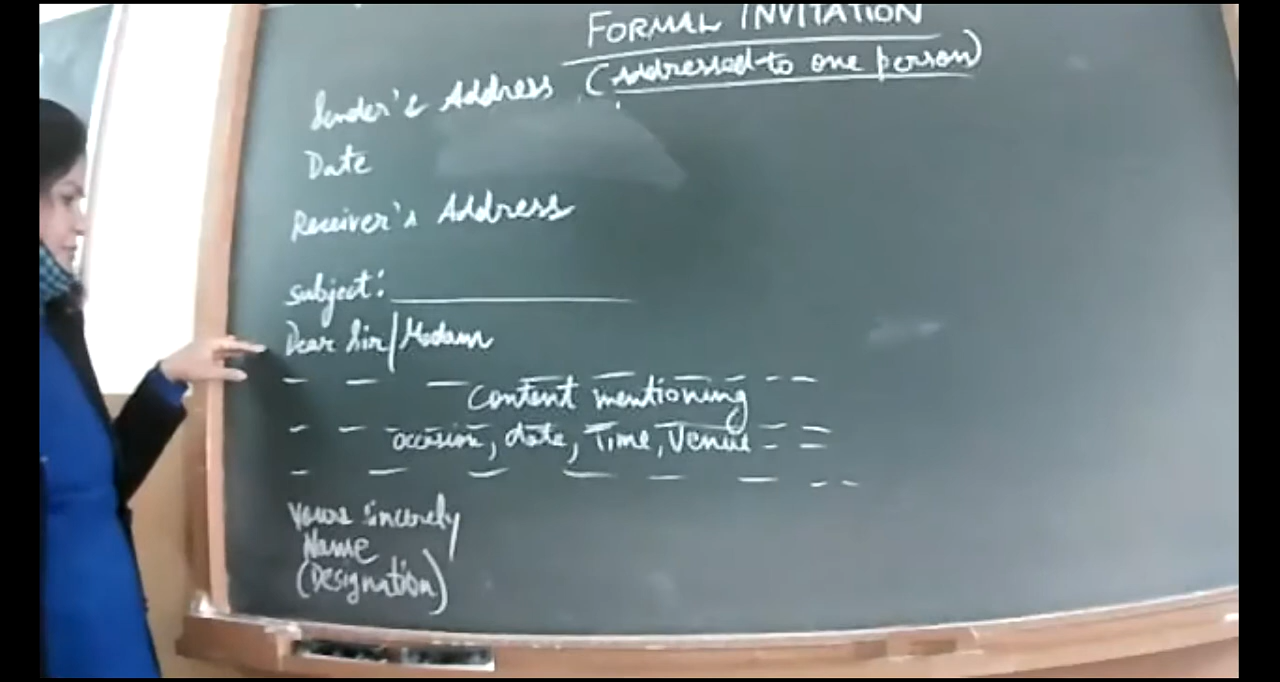 FORMAL INVITATION
(Addressed to one person)
Sender's Address
Date
Receiver's Address
Subject: ____________
Dear Sir/Madam
Content mentioning
occasion, date, Time, Venue
Yours sincerely
Name
(Designation)